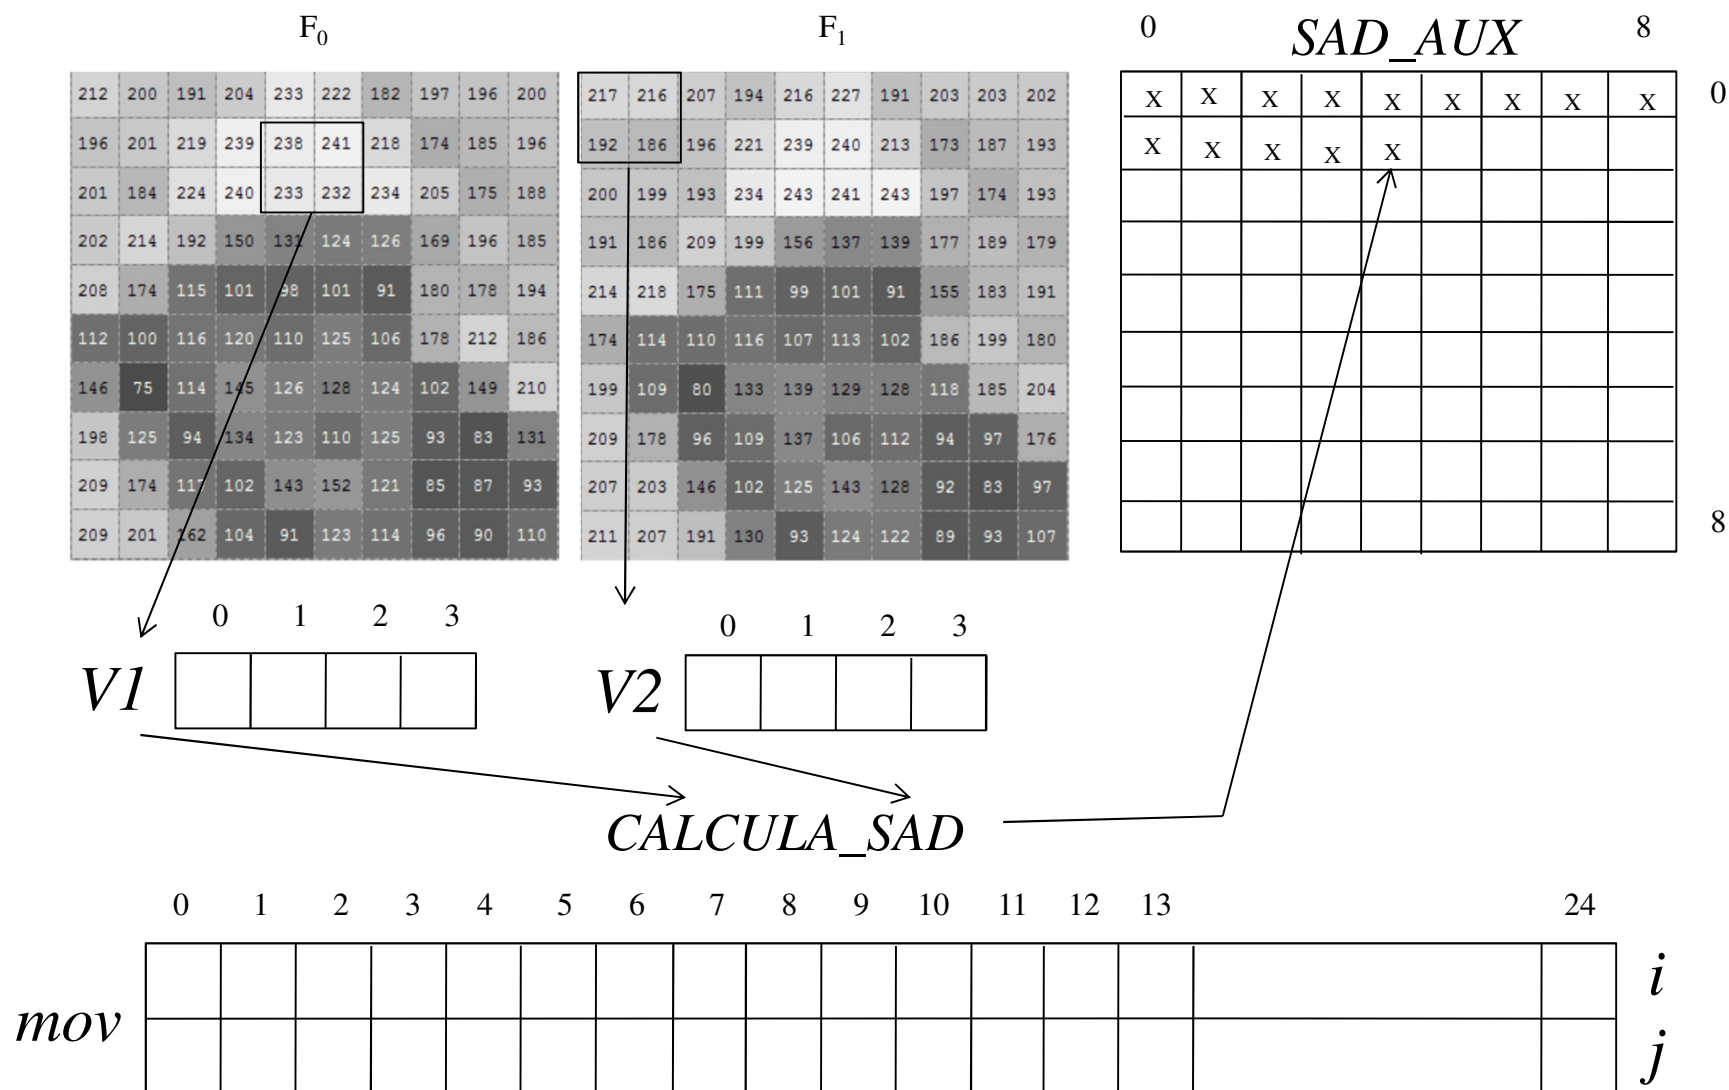 F0 F1 0 SAD_AUX 8
212 200 191 204 233 222 182 197 196 200
196 201 219 239 238 241 218 174 185 196
201 184 224 240 233 232 234 205 175 188
202 214 192 150 131 124 126 169 196 185
208 174 115 101 98 101 91 180 178 194
112 100 116 120 110 125 106 178 212 186
146 75 114 145 126 128 124 102 149 210
198 125 94 134 123 110 125 93 83 131
209 174 117 102 143 152 121 85 87 93
209 201 162 104 91 123 114 96 90 110
217 216 207 194 216 227 191 203 203 202
192 186 196 221 239 240 213 173 187 193
200 199 193 234 243 241 243 197 174 193
191 186 209 199 156 137 139 177 189 179
214 218 175 111 99 101 91 155 183 191
174 114 110 116 107 113 102 186 199 180
199 109 80 133 139 129 128 118 185 204
209 178 96 109 137 106 112 94 97 176
207 203 146 102 125 143 128 92 83 97
211 207 191 130 93 124 122 89 93 107
X X X X X X X X X 0
X X X X X
8
0 1 2 3
V1
0 1 2 3
V2
CALCULA_SAD
0 1 2 3 4 5 6 7 8 9 10 11 12 13 24
i
mov
j